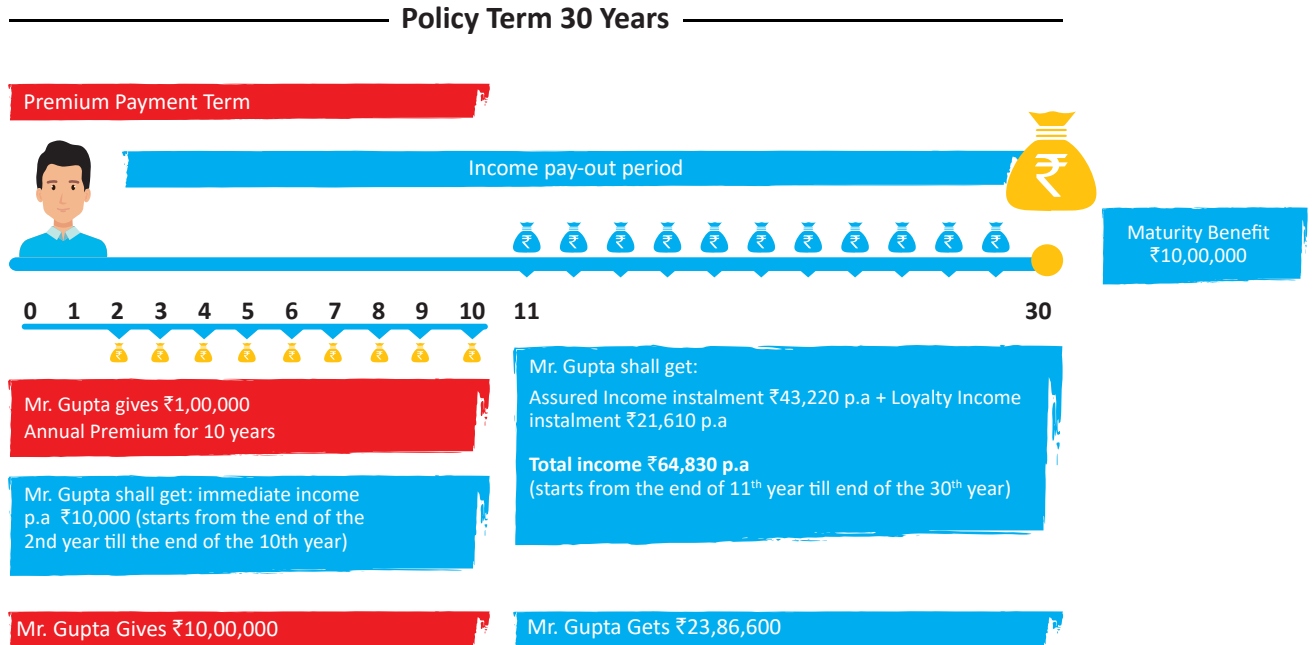 Policy Term 30 Years
Premium Payment Term
Income pay-out period
₹
₹ ₹ ₹ ₹ ₹ ₹ ₹ ₹ ₹ ₹ ₹
Maturity Benefit
₹10,00,000
0 1 2 3 4 5 6 7 8 9 10 11 30
₹ ₹ ₹ ₹ ₹ ₹ ₹ ₹ ₹
Mr. Gupta gives ₹1,00,000
Annual Premium for 10 years
Mr. Gupta shall get: immediate income
p.a ₹10,000 (starts from the end of the
2nd year till the end of the 10th year)
Mr. Gupta shall get:
Assured Income instalment ₹43,220 p.a + Loyalty Income
instalment ₹21,610 p.a
Total income ₹64,830 p.a
(starts from the end of 11th year till end of the 30th year)
Mr. Gupta Gives ₹10,00,000
Mr. Gupta Gets ₹23,86,600